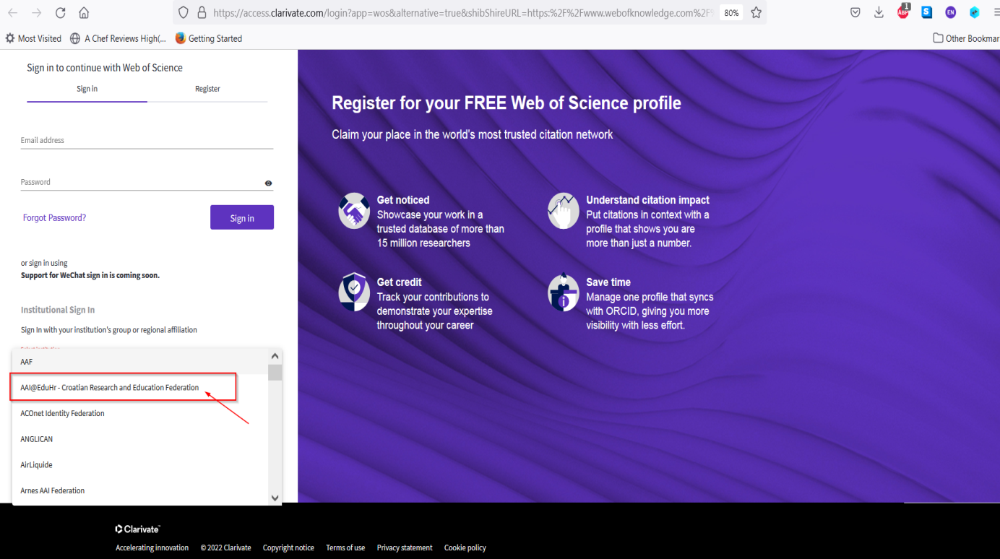 https://access.clarivate.com/login?app=wos&alternative=true&shibShireURL=https:%2F%2Fwww.webofknowledge.com%2F%
80%
1
ABP
S
EN
Most Visited
A Chef Reviews High(...
Getting Started
Other Bookmar
Sign in to continue with Web of Science
Sign in
Register
Email address
Password
Forgot Password?
Sign in
or sign in using
Support for WeChat sign in is coming soon.
Institutional Sign In
Sign In with your institution's group or regional affiliation
AAF
AAI@EduHr - Croatian Research and Education Federation
ACOnet Identity Federation
ANGLICAN
AirLiquide
Arnes AAI Federation
Register for your FREE Web of Science profile
Claim your place in the world's most trusted citation network
Get noticed
Showcase your work in a
trusted database of more than
15 million researchers
Understand citation impact
Put citations in context with a
profile that shows you are
more than just a number.
Get credit
Track your contributions to
demonstrate your expertise
throughout your career
Save time
Manage one profile that syncs
with ORCID, giving you more
visibility with less effort.
Clarivate™
Accelerating innovation
© 2022 Clarivate
Copyright notice
Terms of use
Privacy statement
Cookie policy